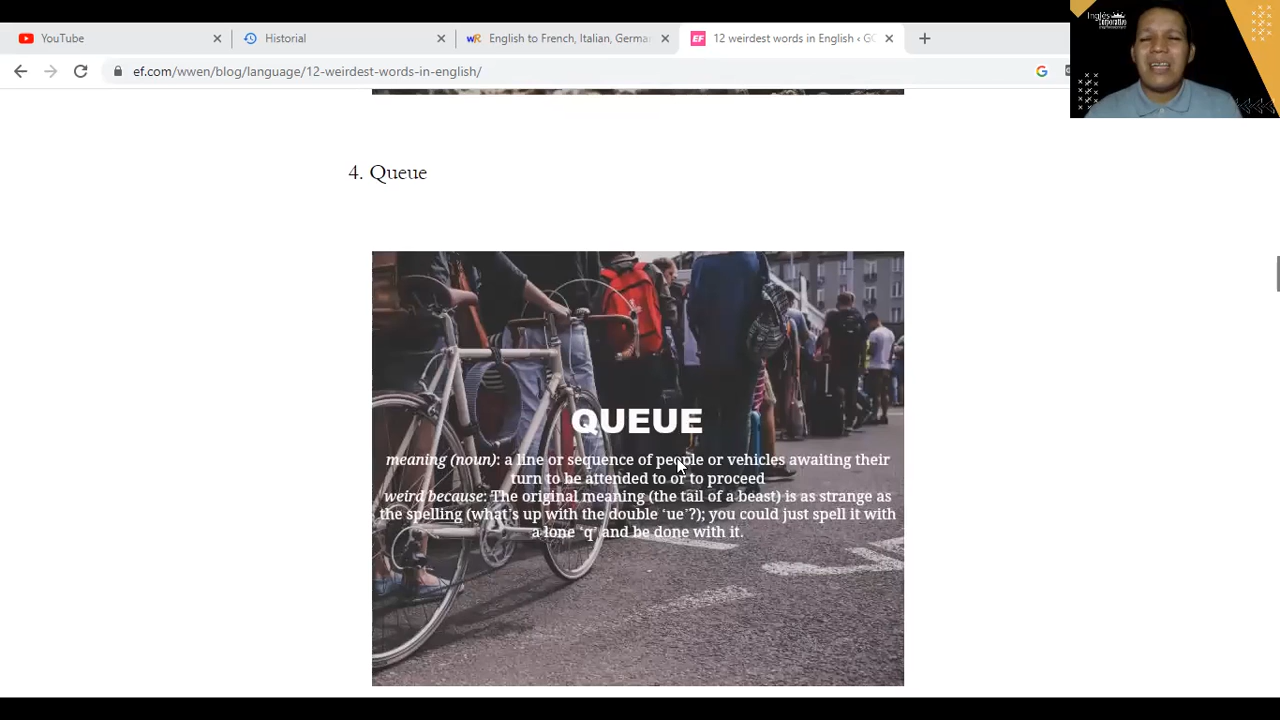 YouTube
Historial
English to French, Italian, Germa
12 weirdest words in English ‹ GO
ef.com/wwen/blog/language/12-weirdest-words-in-english/
Inglés
Corporativo
4. Queue
QUEUE
meaning (noun): a line or sequence of people or vehicles awaiting their
turn to be attended to or to proceed
weird because: The original meaning (the tail of a beast) is as strange as
the spelling (what's up with the double ‘ue’?); you could just spell it with
a lone ‘q’ and be done with it.